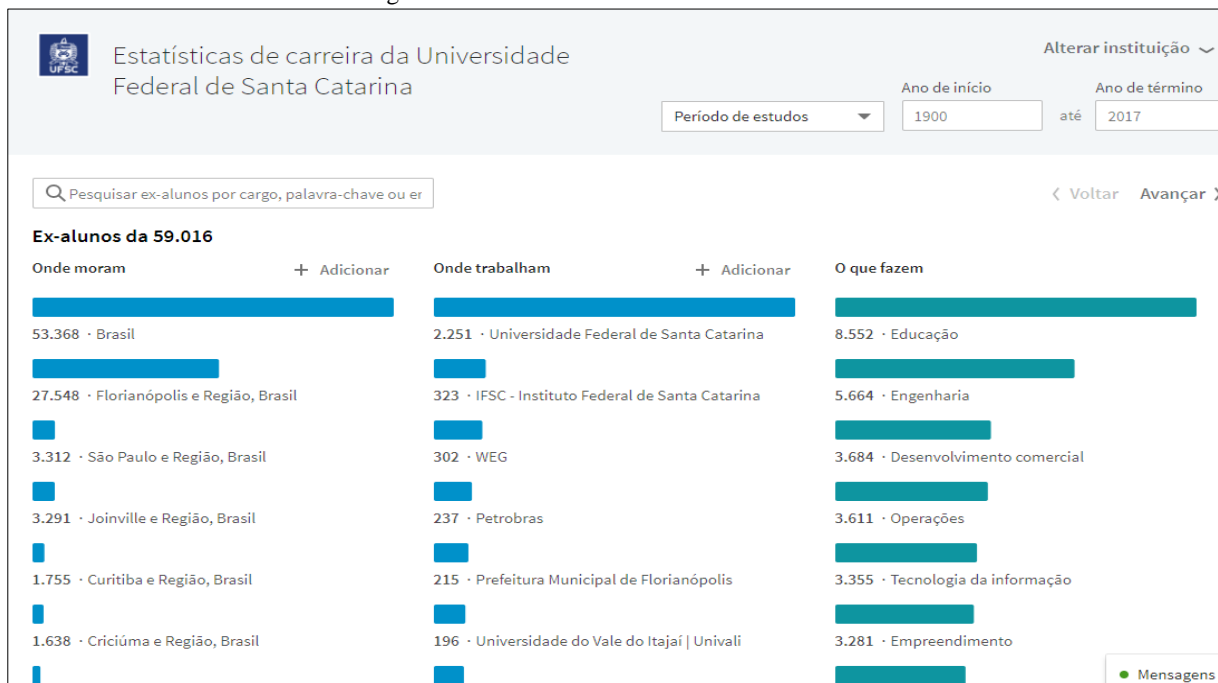 UFSC
Estatísticas de carreira da Universidade
Federal de Santa Catarina
Alterar instituição
Ano de início
Ano de término
Período de estudos
1900
até
2017
Pesquisar ex-alunos por cargo, palavra-chave ou er
Voltar
Avançar
Ex-alunos da 59.016
Onde moram
+ Adicionar
53.368 · Brasil
27.548 · Florianópolis e Região, Brasil
3.312 · São Paulo e Região, Brasil
3.291 · Joinville e Região, Brasil
1.755 · Curitiba e Região, Brasil
1.638 · Criciúma e Região, Brasil
Onde trabalham
+ Adicionar
2.251 · Universidade Federal de Santa Catarina
323 · IFSC - Instituto Federal de Santa Catarina
302 · WEG
237 · Petrobras
215 · Prefeitura Municipal de Florianópolis
196 · Universidade do Vale do Itajaí | Univali
O que fazem
8.552 · Educação
5.664 · Engenharia
3.684 · Desenvolvimento comercial
3.611 · Operações
3.355 · Tecnologia da informação
3.281 · Empreendimento
Mensagens